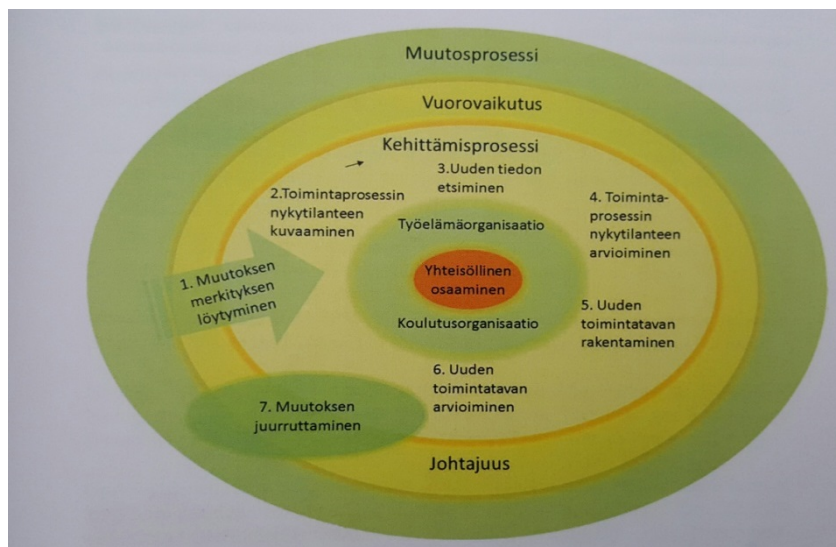 Muutosprosessi
Vuorovaikutus
Kehittämisprosessi
1. Muutoksen
merkityksen
löytyminen
2.Toimintaprosessin
nykytilanteen
kuvaaminen
3.Uuden tiedon
etsiminen
4. Toiminta-
prosessin
nykytilanteen
arvioiminen
Työelämäorganisaatio
Yhteisöllinen
osaaminen
Koulutusorganisaatio
5. Uuden
toimintatavan
rakentaminen
6. Uuden
toimintatavan
arvioiminen
7. Muutoksen
juurruttaminen
Johtajuus